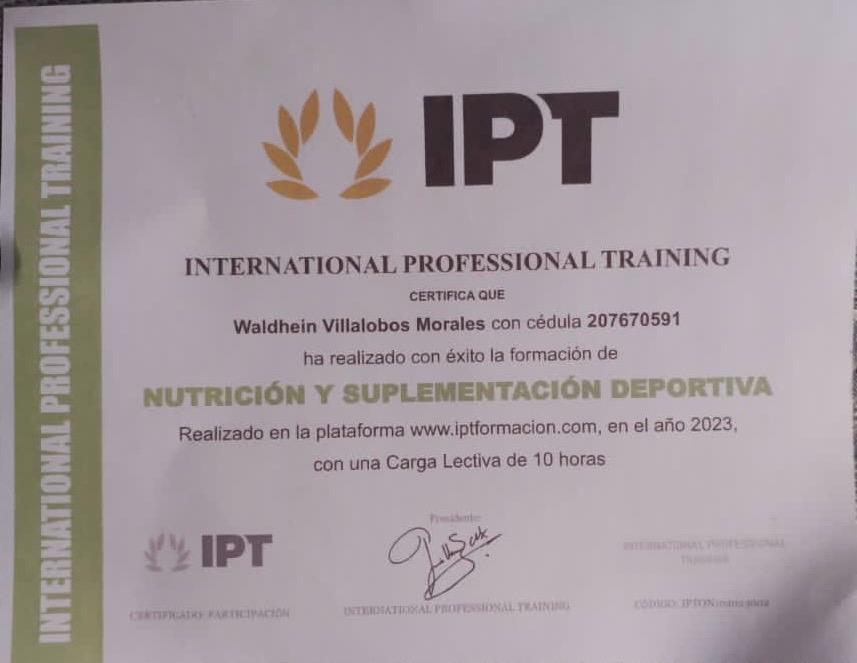 INTERNATIONAL PROFESSIONAL TRAINING
IPT
INTERNATIONAL PROFESSIONAL TRAINING
CERTIFICA QUE
Waldhein Villalobos Morales con cédula 207670591
ha realizado con éxito la formación de
NUTRICIÓN Y SUPLEMENTACIÓN DEPORTIVA
Realizado en la plataforma www.iptformacion.com, en el año 2023,
con una Carga Lectiva de 10 horas
Presidente:
IPT
INTERNATIONAL PROFESSIONAL
TRAINING
CERTIFICADO: PARTICIPACIÓN
INTERNATIONAL PROFESSIONAL TRAINING
CÓDIGO: